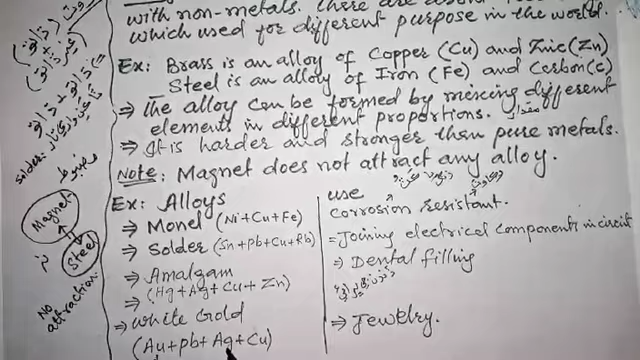 with non-metals. there are about
which used for different purpose in the world.
Ex: Brass is an alloy of Copper (Cu) and Zinc (Zn)
Steel is an alloy of Iron (Fe) and Carbon (C)
⇒ The alloy can be formed by mixing different
elements in different proportions. مقدار
⇒ It is harder and stronger than pure metals.
Note: Magnet does not attract any alloy.
Ex: Alloys
⇒ Monel (Ni+Cu+Fe)
⇒ Solder (Sn+Pb+Cu+Rb)
⇒ Amalgam
⇒ (Hg+Ag+Cu+Zn)
⇒ White Gold
(Au+pb+Ag+Cu)
use
corrosion resistant.
⇒ Joining electrical components in circuit
⇒ Dental filling
⇒ Jewelry.
دھات + دھات
solder:
مضبوط
Magnet
Steel
No
attraction